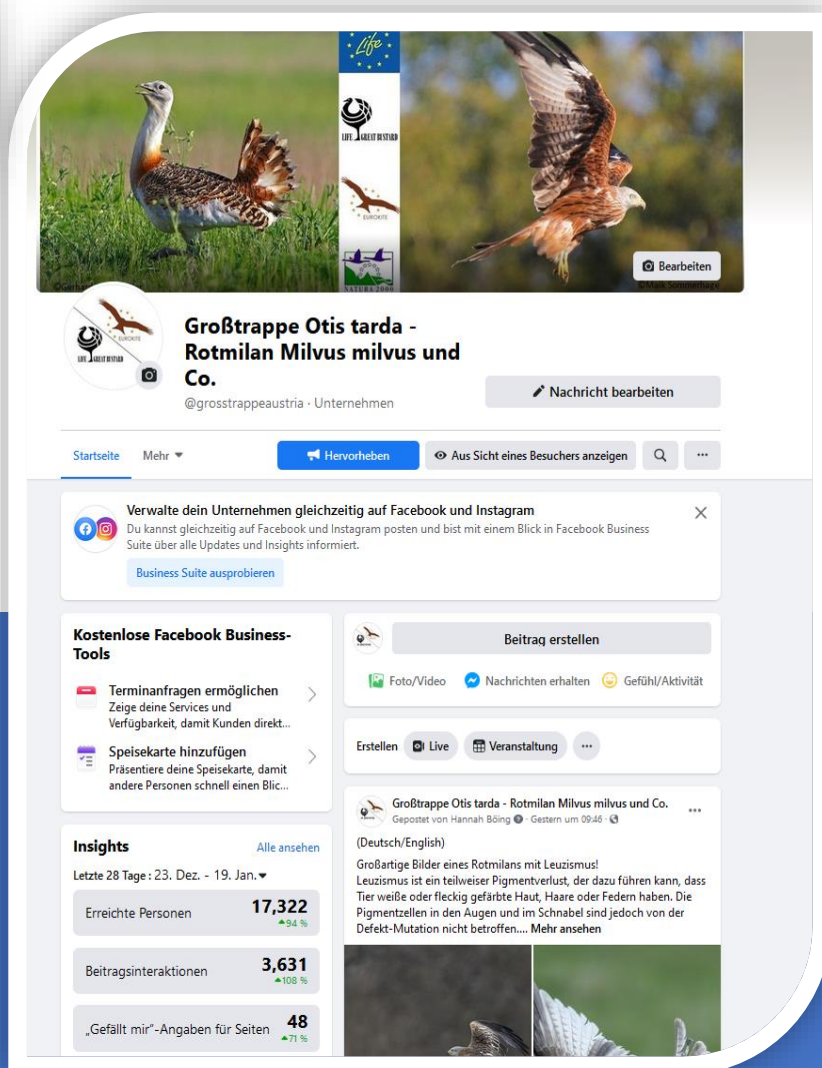 Life
LIFE GREAT BUSTARD
EUROKITE
NATURA 2000
Bearbeiten
©Maik Sommerhage
EUROKITE
LIFE GREAT BUSTARD
Großtrappe Otis tarda -
Rotmilan Milvus milvus und
Co.
@grosstrappeaustria · Unternehmen
Nachricht bearbeiten
Startseite
Mehr
Hervorheben
Aus Sicht eines Besuchers anzeigen
Verwalte dein Unternehmen gleichzeitig auf Facebook und Instagram
Du kannst gleichzeitig auf Facebook und Instagram posten und bist mit einem Blick in Facebook Business
Suite über alle Updates und Insights informiert.
Business Suite ausprobieren
Kostenlose Facebook Business-
Tools
Terminanfragen ermöglichen
Zeige deine Services und
Verfügbarkeit, damit Kunden direkt...
Speisekarte hinzufügen
Präsentiere deine Speisekarte, damit
andere Personen schnell einen Blic...
Insights
Alle ansehen
Letzte 28 Tage : 23. Dez. - 19. Jan.
Erreichte Personen
17,322
94 %
Beitragsinteraktionen
3,631
108 %
„Gefällt mir"-Angaben für Seiten
48
71 %
Beitrag erstellen
Foto/Video
Nachrichten erhalten
Gefühl/Aktivität
Erstellen
Live
Veranstaltung
Großtrappe Otis tarda - Rotmilan Milvus milvus und Co.
Gepostet von Hannah Böing · Gestern um 09:46 ·
(Deutsch/English)
Großartige Bilder eines Rotmilans mit Leuzismus!
Leuzismus ist ein teilweiser Pigmentverlust, der dazu führen kann, dass
Tier weiße oder fleckig gefärbte Haut, Haare oder Federn haben. Die
Pigmentzellen in den Augen und im Schnabel sind jedoch von der
Defekt-Mutation nicht betroffen.... Mehr ansehen